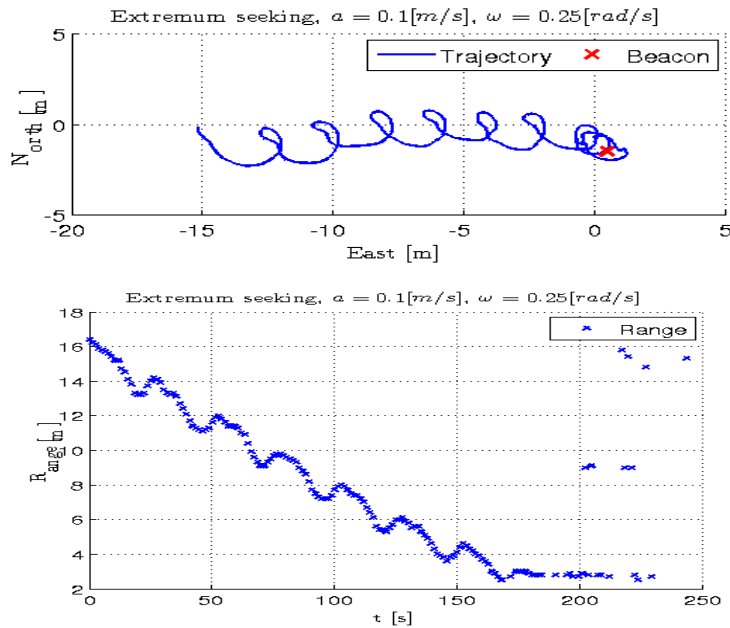 Extremum seeking, a = 0.1[m/s], ω = 0.25[rad/s]
5
0
-5
North [m]
Trajectory
Beacon
-20
-15
-10
-5
0
5
East [m]
Extremum seeking, a = 0.1[m/s], ω = 0.25[rad/s]
18
16
14
12
10
8
6
4
2
Range[m]
Range
0
50
100
150
200
250
t [s]